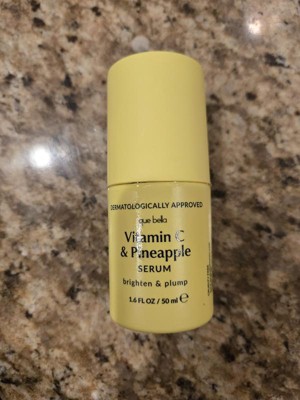 DERMATOLOGICALLY APPROVED
que bella
Vitamin C
& Pineapple
SERUM
brighten & plump
1.6 FL OZ / 50 ml ℮